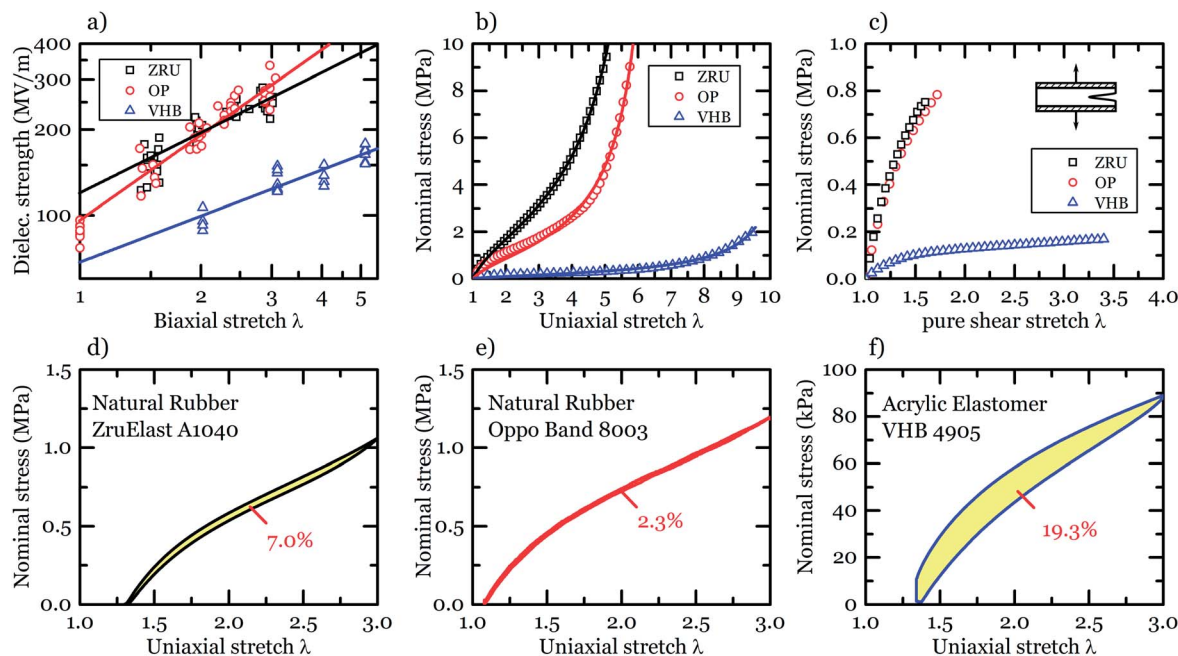 a)
400
300
200
100
Dielec. strength (MV/m)
ZRU
OP
VHB
1
2
3
4
5
Biaxial stretch λ
b)
10
8
6
4
2
0
Nominal stress (MPa)
ZRU
OP
VHB
1 2 3 4 5 6 7 8 9 10
Uniaxial stretch λ
c)
1.0
0.8
0.6
0.4
0.2
0.0
Nominal stress (MPa)
ZRU
OP
VHB
1.0 1.5 2.0 2.5 3.0 3.5 4.0
pure shear stretch λ
d)
1.5
1.0
0.5
0.0
Nominal stress (MPa)
Natural Rubber
ZruElast A1040
7.0%
1.0 1.5 2.0 2.5 3.0
Uniaxial stretch λ
e)
1.5
1.0
0.5
0.0
Nominal stress (MPa)
Natural Rubber
Oppo Band 8003
2.3%
1.0 1.5 2.0 2.5 3.0
Uniaxial stretch λ
f)
100
80
60
40
20
0
Nominal stress (kPa)
Acrylic Elastomer
VHB 4905
19.3%
1.0 1.5 2.0 2.5 3.0
Uniaxial stretch λ